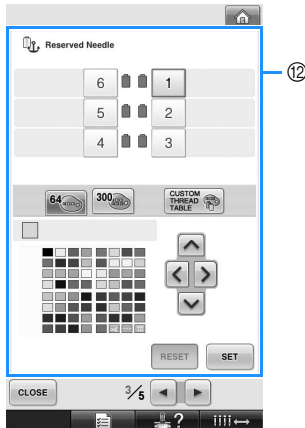 Reserved Needle
⑫
6 1
5 2
4 3
64 300 CUSTOM THREAD TABLE
RESET SET
CLOSE 3/5
?